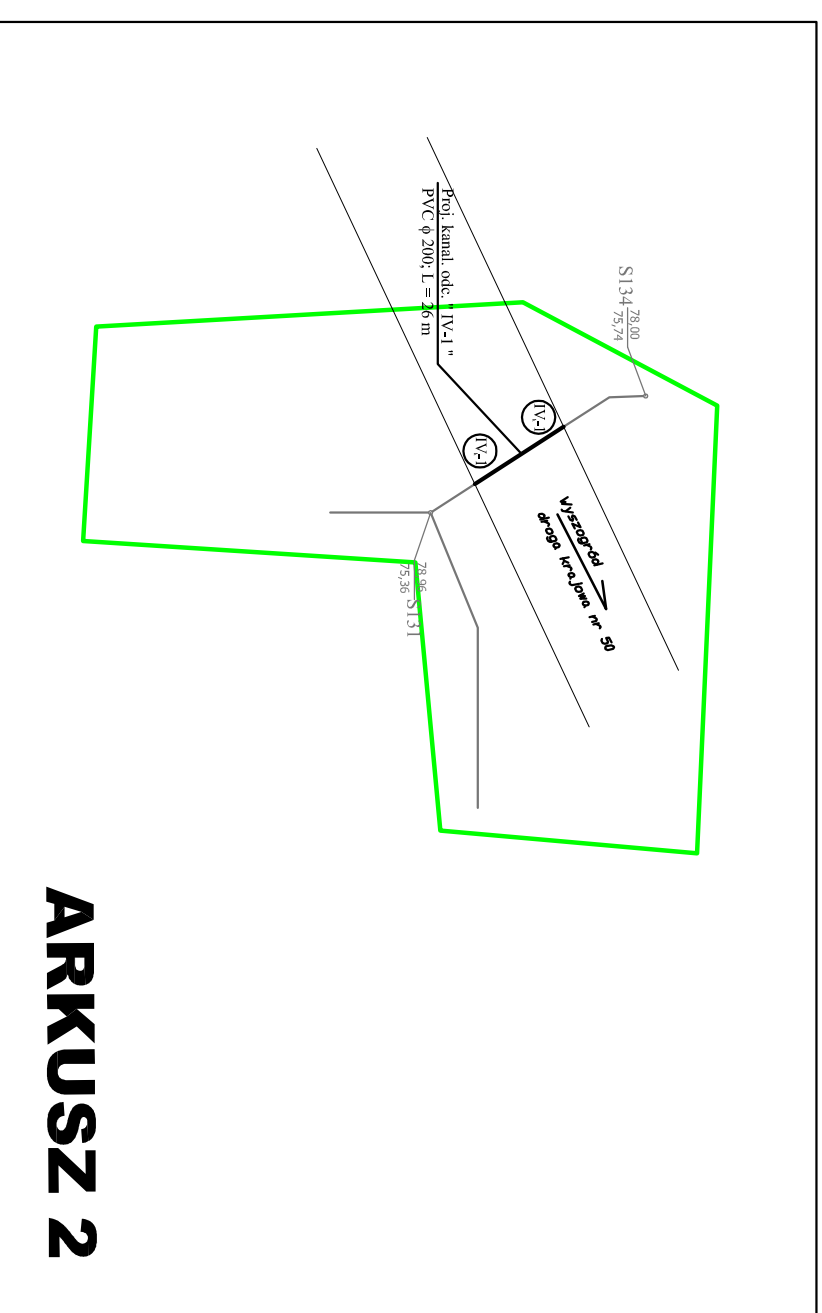 S134
78,00
75,74
Proj. kanal. odc. " IV-1 "
PVC ϕ 200; L = 26 m
IV-1
IV-1
Wyszogród
droga krajowa nr 50
78,96
75,36
S131
ARKUSZ 2